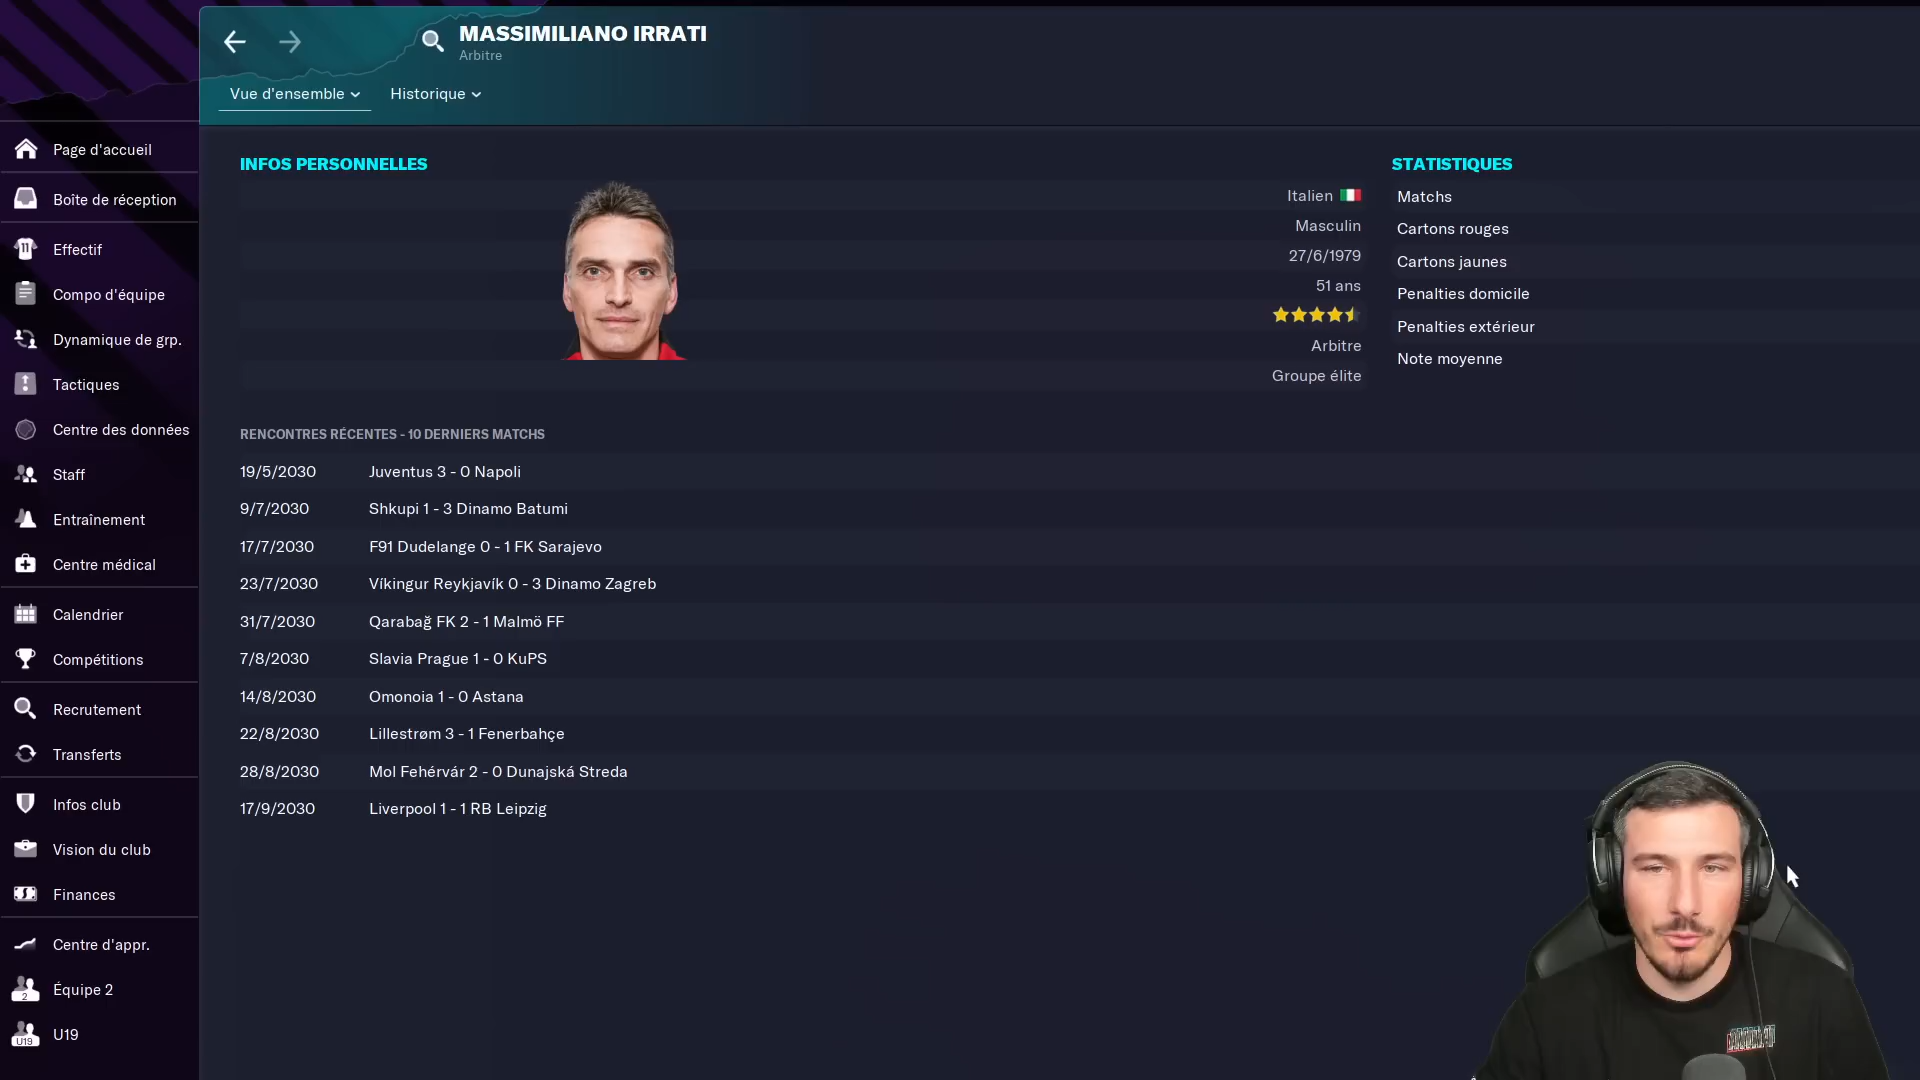 MASSIMILIANO IRRATI
Arbitre
Vue d'ensemble
Historique
Page d'accueil
Boîte de réception
Effectif
Compo d'équipe
Dynamique de grp.
Tactiques
Centre des données
Staff
Entraînement
Centre médical
Calendrier
Compétitions
Recrutement
Transferts
Infos club
Vision du club
Finances
Centre d'appr.
2
Équipe 2
U19
U19
INFOS PERSONNELLES
Italien
Masculin
27/6/1979
51 ans
Arbitre
Groupe élite
STATISTIQUES
Matchs
Cartons rouges
Cartons jaunes
Penalties domicile
Penalties extérieur
Note moyenne
RENCONTRES RÉCENTES - 10 DERNIERS MATCHS
19/5/2030 Juventus 3 - 0 Napoli
9/7/2030 Shkupi 1 - 3 Dinamo Batumi
17/7/2030 F91 Dudelange 0 - 1 FK Sarajevo
23/7/2030 Víkingur Reykjavík 0 - 3 Dinamo Zagreb
31/7/2030 Qarabağ FK 2 - 1 Malmö FF
7/8/2030 Slavia Prague 1 - 0 KuPS
14/8/2030 Omonoia 1 - 0 Astana
22/8/2030 Lillestrøm 3 - 1 Fenerbahçe
28/8/2030 Mol Fehérvár 2 - 0 Dunajská Streda
17/9/2030 Liverpool 1 - 1 RB Leipzig